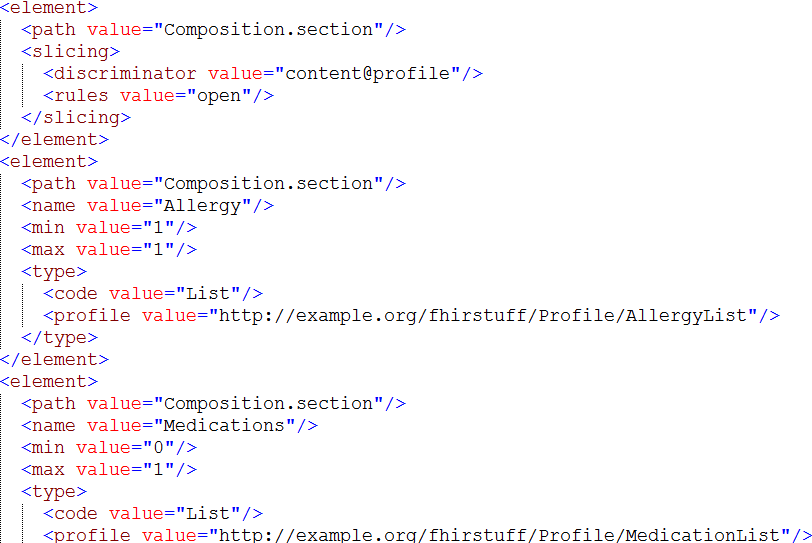 <element>
<path value="Composition.section"/>
<slicing>
<discriminator value="content@profile"/>
<rules value="open"/>
</slicing>
</element>
<element>
<path value="Composition.section"/>
<name value="Allergy"/>
<min value="1"/>
<max value="1"/>
<type>
<code value="List"/>
<profile value="http://example.org/fhirstuff/Profile/AllergyList"/>
</type>
</element>
<element>
<path value="Composition.section"/>
<name value="Medications"/>
<min value="0"/>
<max value="1"/>
<type>
<code value="List"/>
<profile value="http://example.org/fhirstuff/Profile/MedicationList"/>